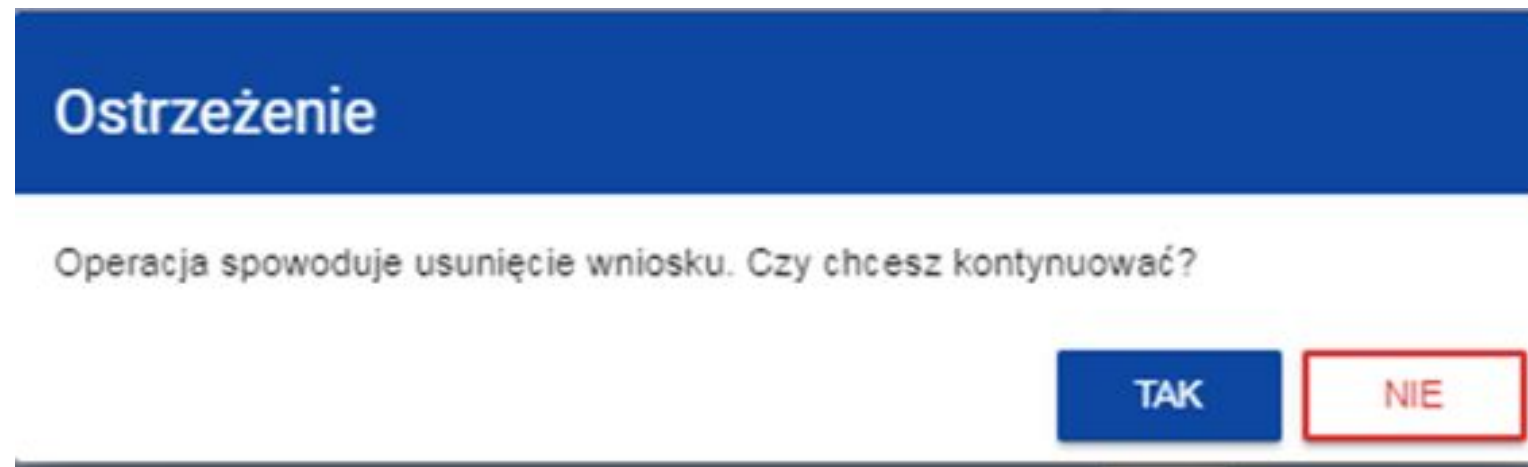 Ostrzeżenie
Operacja spowoduje usunięcie wniosku. Czy chcesz kontynuować?
TAK
NIE